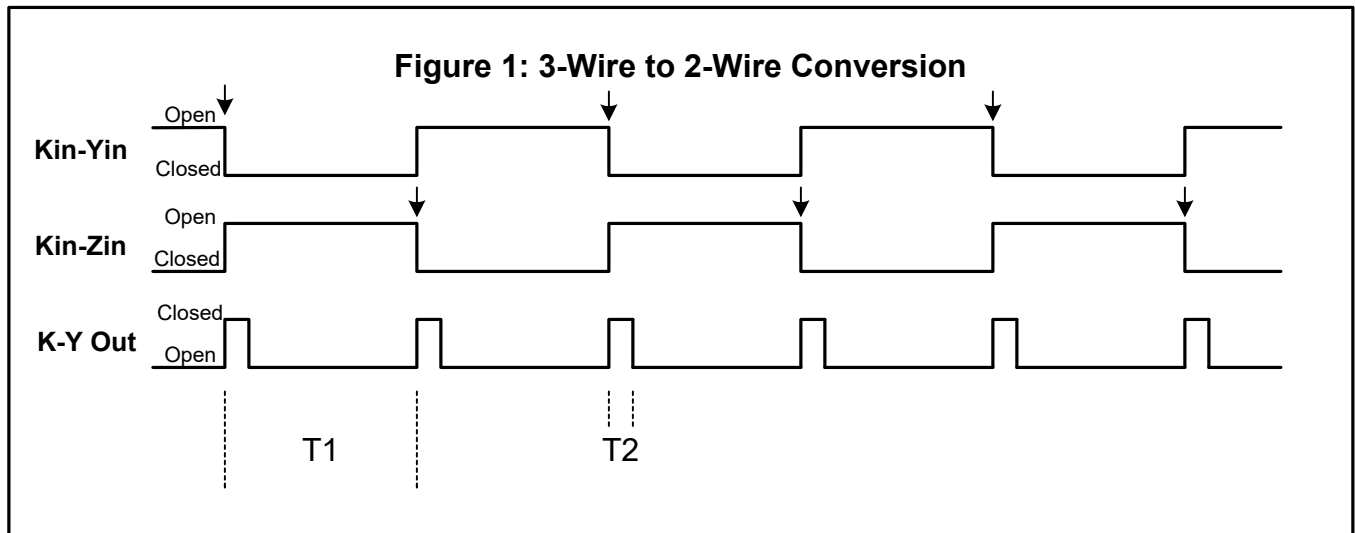 Figure 1: 3-Wire to 2-Wire Conversion
Open
Kin-Yin
Closed
Open
Kin-Zin
Closed
Closed
K-Y Out
Open
T1
T2